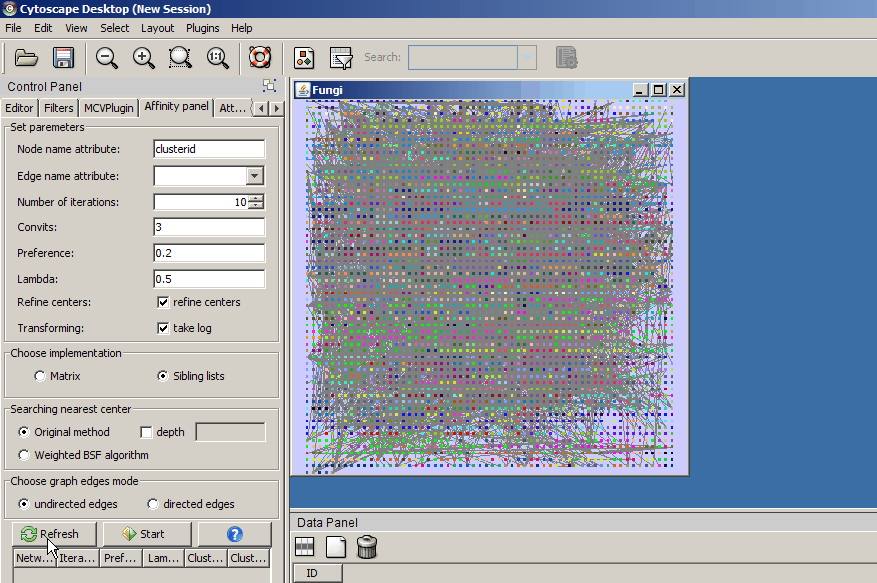 Cytoscape Desktop (New Session)
File Edit View Select Layout Plugins Help
Search:
Control Panel
Editor Filters MCVPlugin Affinity panel Att...
Set paremeters
Node name attribute: clusterid
Edge name attribute:
Number of iterations: 10
Convits: 3
Preference: 0.2
Lambda: 0.5
Refine centers: refine centers
Transforming: take log
Choose implementation
Matrix Sibling lists
Searching nearest center
Original method depth
Weighted BSF algorithm
Choose graph edges mode
undirected edges directed edges
Refresh Start ?
Netw... Itera... Pref... Lam... Clust... Clust...
Fungi
Data Panel
ID